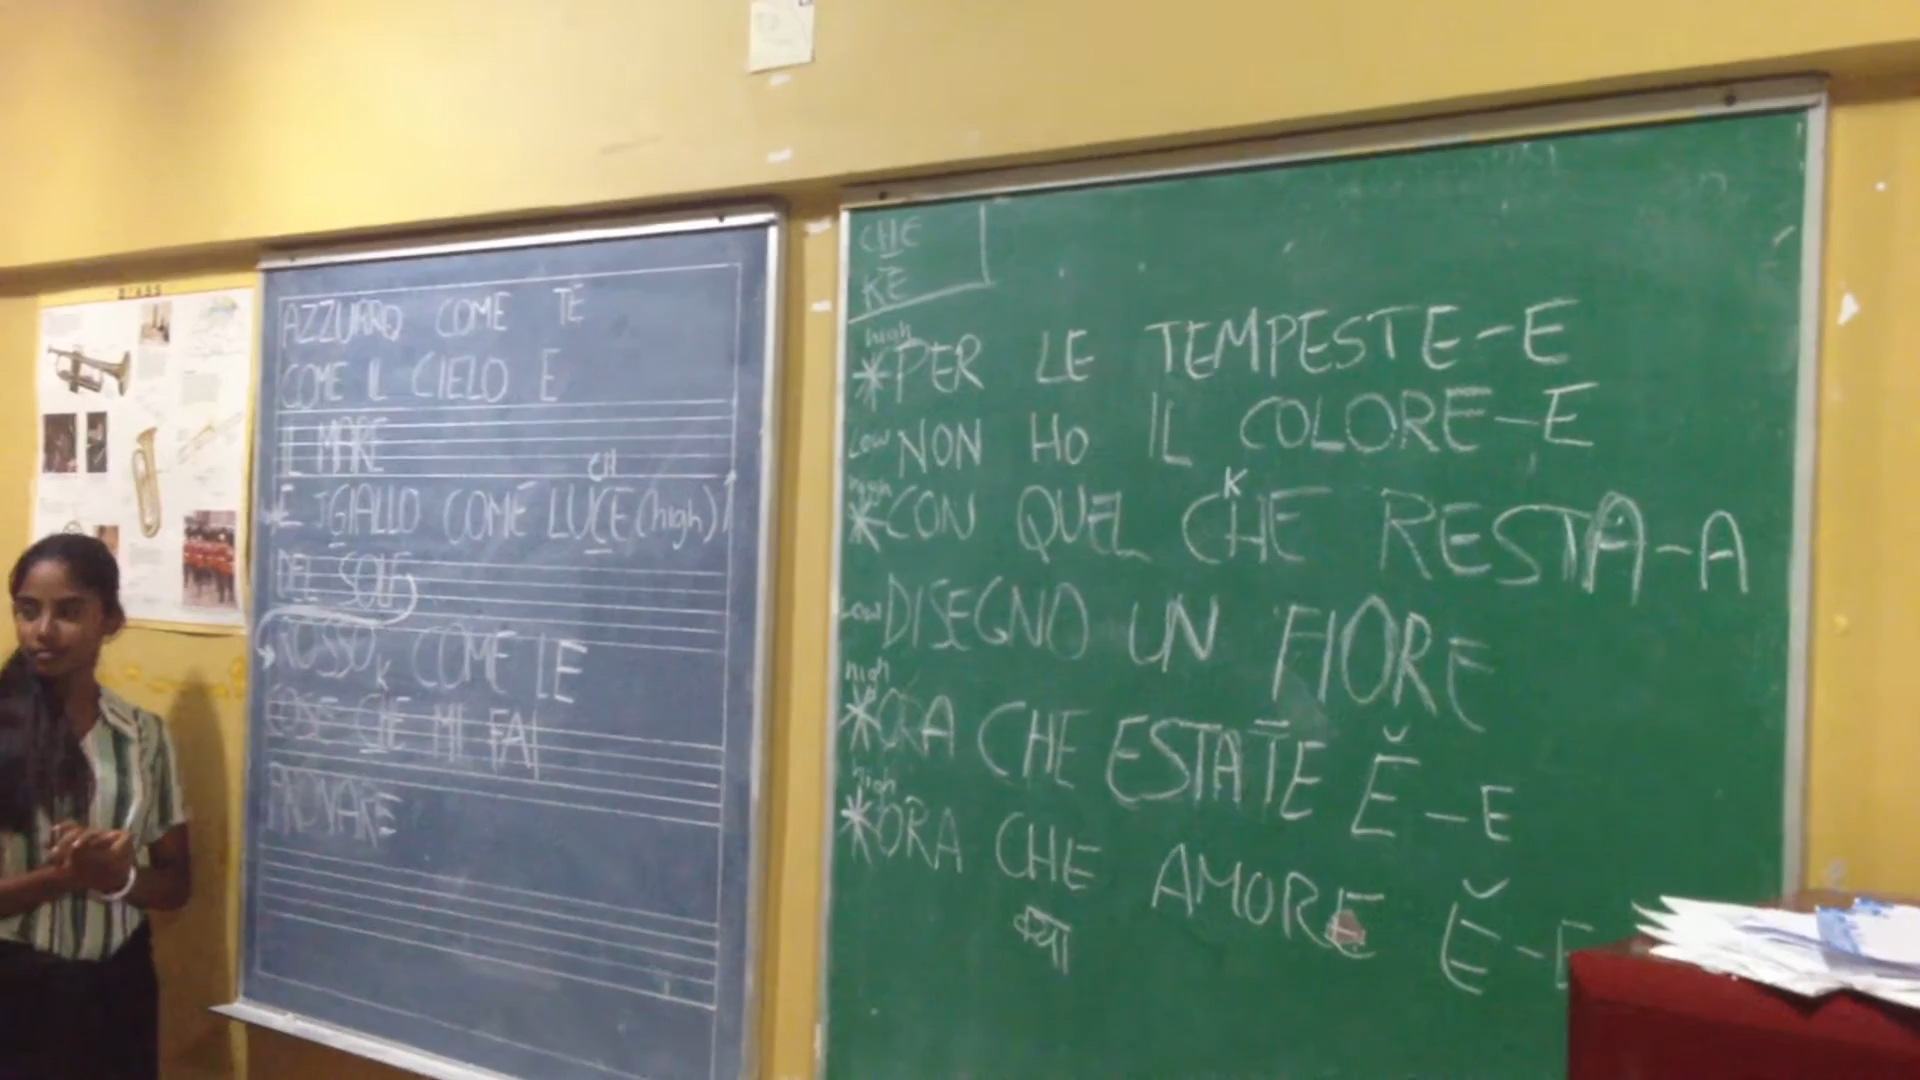 BRASS
AZZURRO COME TE
COME IL CIELO E
IL MARE
CH
E GIALLO COME LUCE (high)
DEL SOLE
ROSSO COME LE
K
COSE CHE MI FAI
PROVARE
CHE
KE
high
*PER LE TEMPESTE-E
Low NON HO IL COLORE-E
K
high
*CON QUEL CHE RESTA-A
Low DISEGNO UN FIORE
high
*ORA CHE ESTATE Ĕ-E
high
*ORA CHE AMORE Ĕ-E
क्या